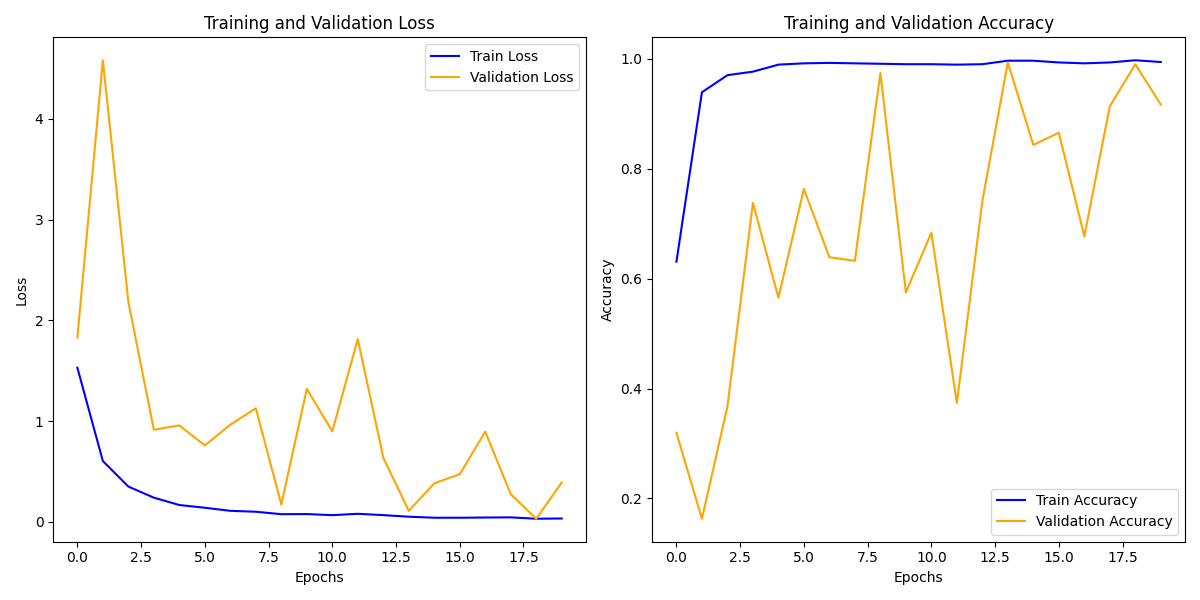 Training and Validation Loss
Train Loss
Validation Loss
4
3
2
1
0
Loss
0.0 2.5 5.0 7.5 10.0 12.5 15.0 17.5
Epochs
Training and Validation Accuracy
1.0
0.8
0.6
0.4
0.2
Accuracy
Train Accuracy
Validation Accuracy
0.0 2.5 5.0 7.5 10.0 12.5 15.0 17.5
Epochs